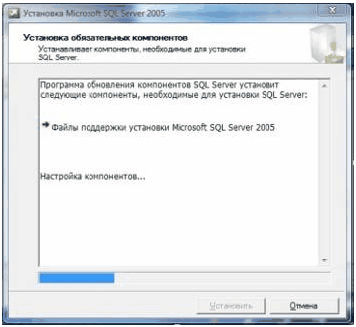 Установка Microsoft SQL Server 2005
Установка обязательных компонентов
Устанавливает компоненты, необходимые для установки
SQL Server.
Программа обновления компонентов SQL Server установит
следующие компоненты, необходимые для установки SQL Server:
Файлы поддержки установки Microsoft SQL Server 2005
Настройка компонентов...
Установить
Отмена